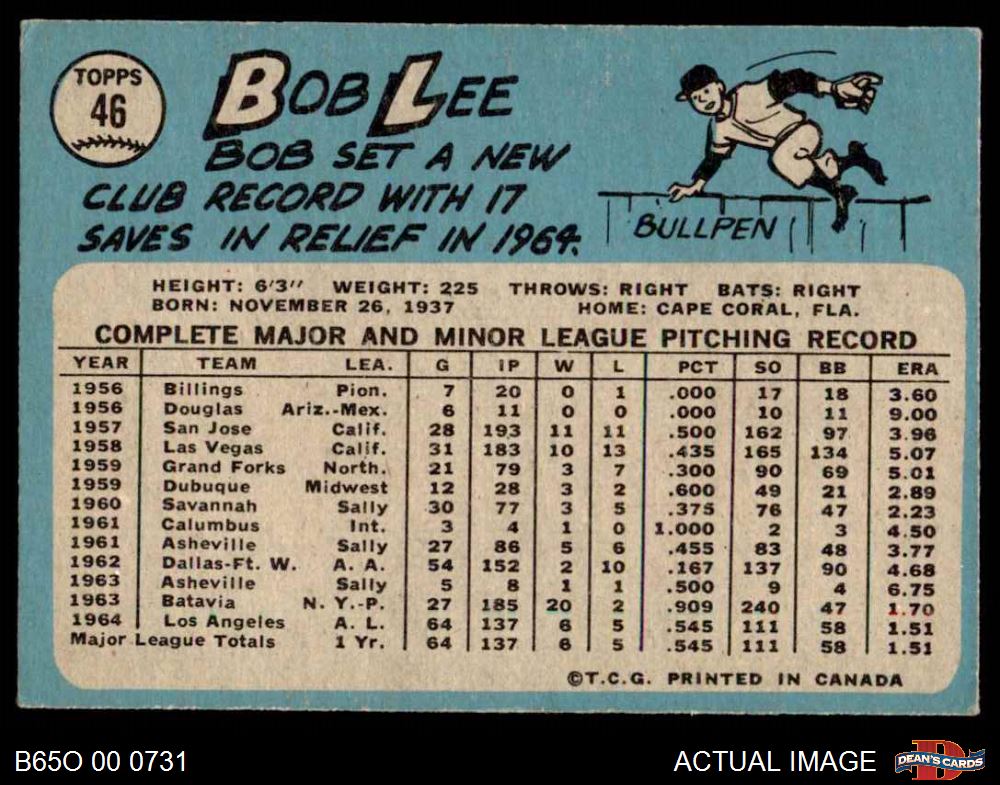 TOPPS
46
BOB LEE
BOB SET A NEW
CLUB RECORD WITH 17
SAVES IN RELIEF IN 1964.
BULLPEN
HEIGHT: 6'3" WEIGHT: 225 THROWS: RIGHT BATS: RIGHT
BORN: NOVEMBER 26, 1937 HOME: CAPE CORAL, FLA.
COMPLETE MAJOR AND MINOR LEAGUE PITCHING RECORD
YEAR TEAM LEA. G IP W L PCT SO BB ERA
1956 Billings Pion. 7 20 0 1 .000 17 18 3.60
1956 Douglas Ariz.-Mex. 6 11 0 0 .000 10 11 9.00
1957 San Jose Calif. 28 193 11 11 .500 162 97 3.96
1958 Las Vegas Calif. 31 183 10 13 .435 165 134 5.07
1959 Grand Forks North. 21 79 3 7 .300 90 69 5.01
1959 Dubuque Midwest 12 28 3 2 .600 49 21 2.89
1960 Savannah Sally 30 77 3 5 .375 76 47 2.23
1961 Calumbus Int. 3 4 1 0 1.000 2 3 4.50
1961 Asheville Sally 27 86 5 6 .455 83 48 3.77
1962 Dallas-Ft. W. A. A. 54 152 2 10 .167 137 90 4.68
1963 Asheville Sally 5 8 1 1 .500 9 4 6.75
1963 Batavia N. Y.-P. 27 185 20 2 .909 240 47 1.70
1964 Los Angeles A. L. 64 137 6 5 .545 111 58 1.51
Major League Totals 1 Yr. 64 137 6 5 .545 111 58 1.51
©T.C.G. PRINTED IN CANADA
B65O 00 0731
ACTUAL IMAGE
D
DEAN'S CARDS